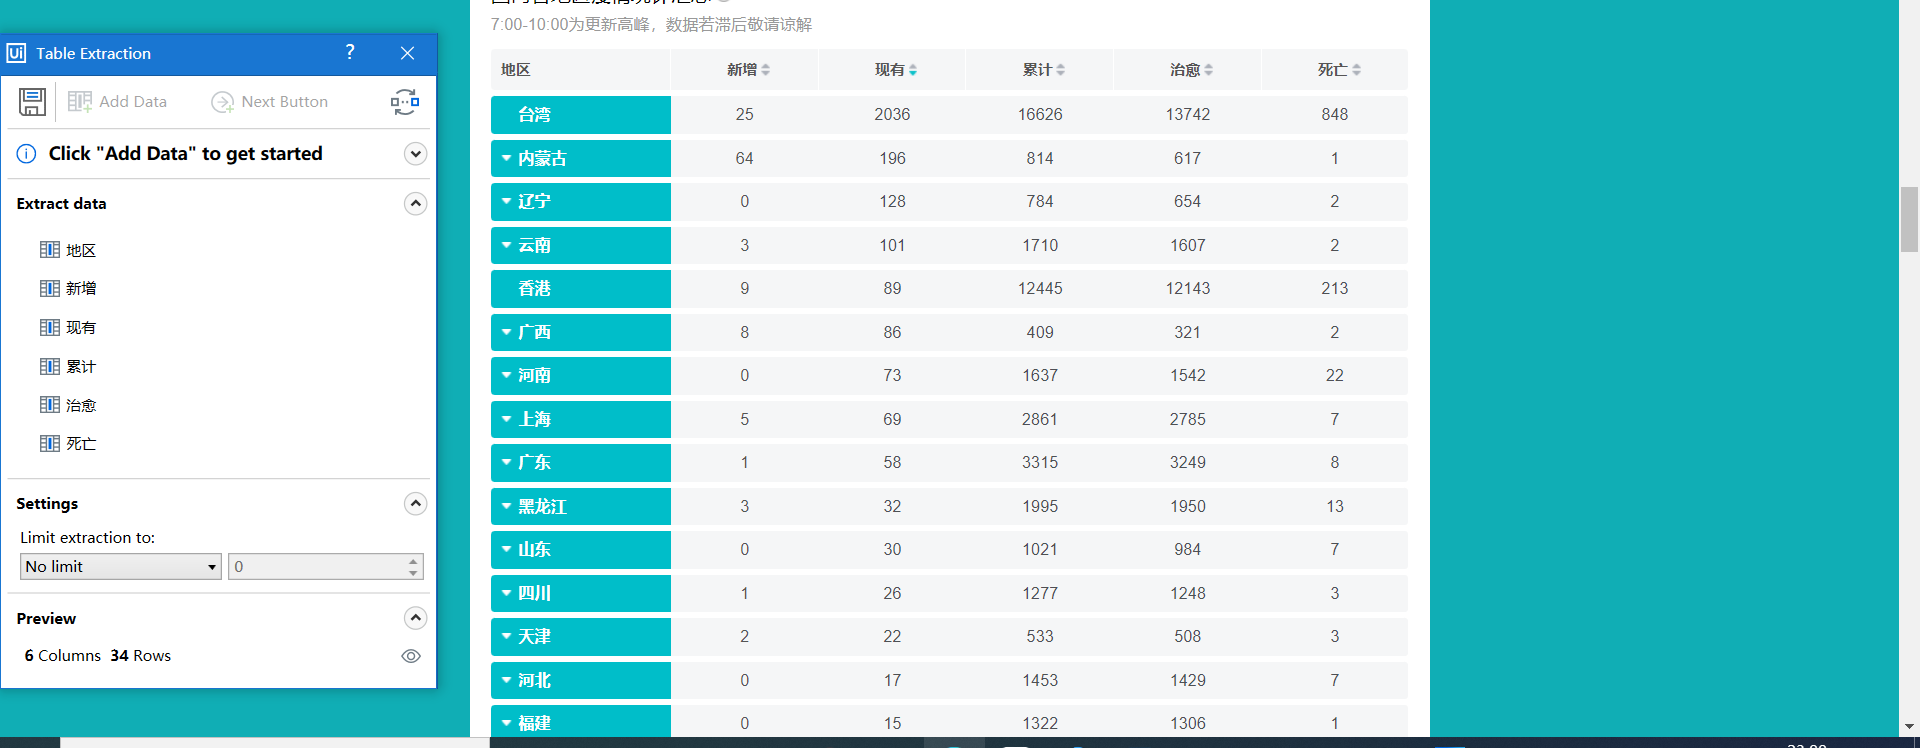 7:00-10:00为更新高峰，数据若滞后敬请谅解
Ui Table Extraction ?
Add Data Next Button
Click "Add Data" to get started
Extract data
地区
新增
现有
累计
治愈
死亡
Settings
Limit extraction to:
No limit 0
Preview
6 Columns 34 Rows
地区 新增 现有 累计 治愈 死亡
台湾 25 2036 16626 13742 848
内蒙古 64 196 814 617 1
辽宁 0 128 784 654 2
云南 3 101 1710 1607 2
香港 9 89 12445 12143 213
广西 8 86 409 321 2
河南 0 73 1637 1542 22
上海 5 69 2861 2785 7
广东 1 58 3315 3249 8
黑龙江 3 32 1995 1950 13
山东 0 30 1021 984 7
四川 1 26 1277 1248 3
天津 2 22 533 508 3
河北 0 17 1453 1429 7
福建 0 15 1322 1306 1